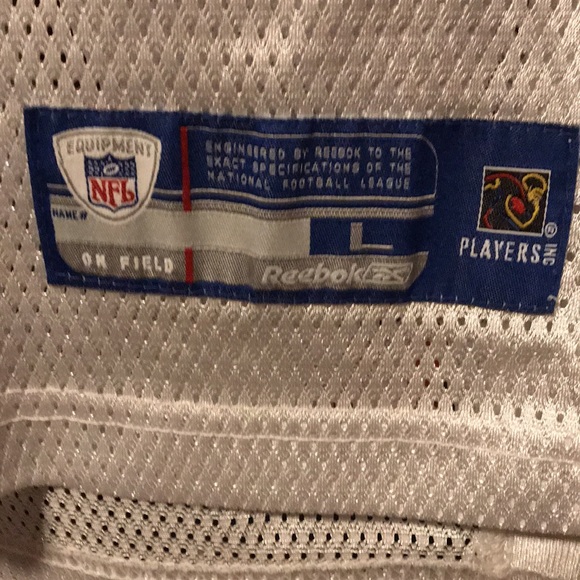 EQUIPMENT
NFL
NAME #
ON FIELD
ENGINEERED BY REEBOK TO THE
EXACT SPECIFICATIONS OF THE
NATIONAL FOOTBALL LEAGUE
L
Reebok
PLAYERS INC ®